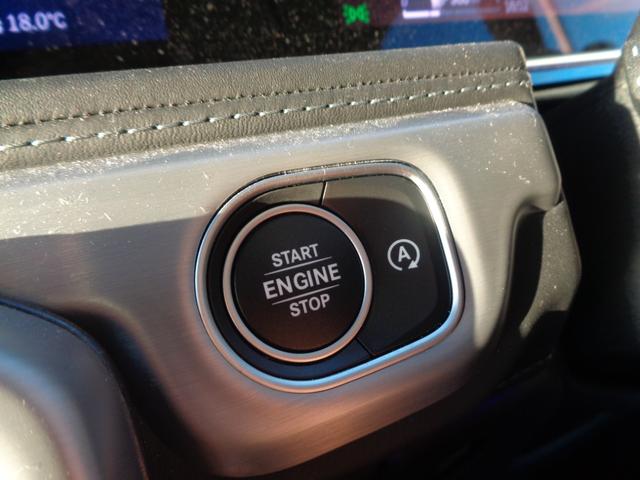 18.0°C
START
ENGINE
STOP
A